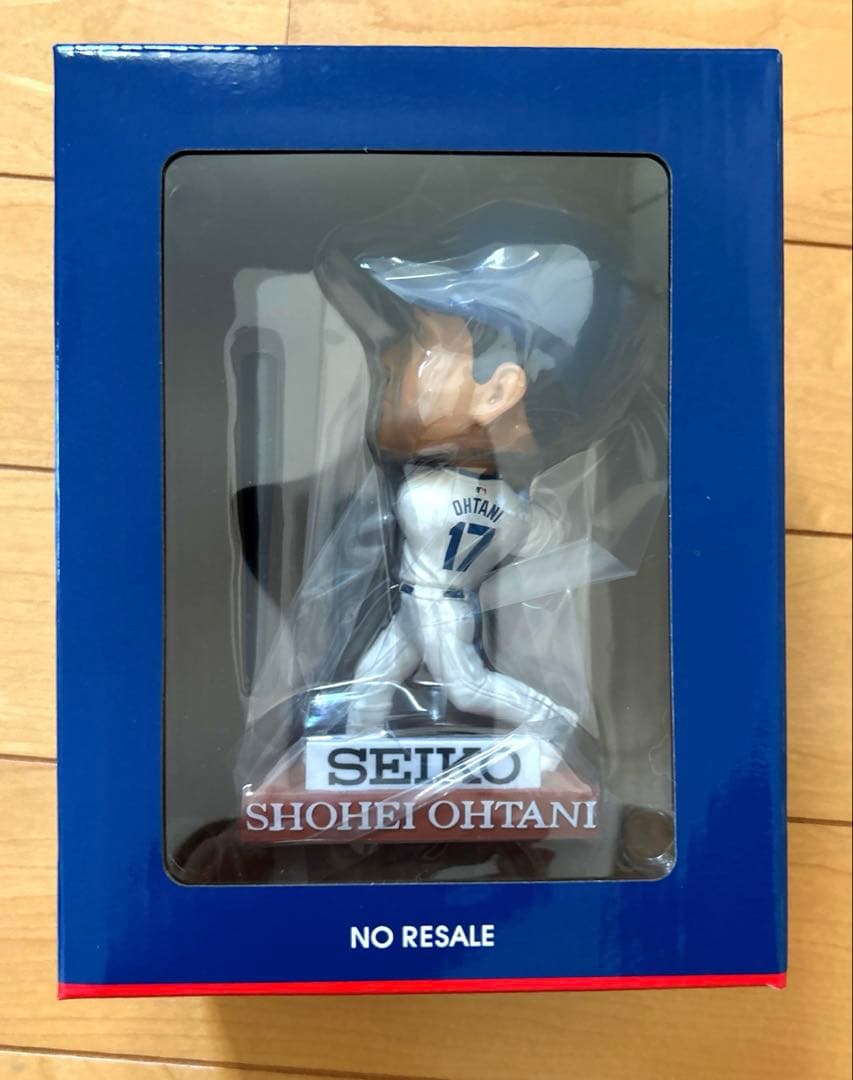 OHTANI
17
SEIKO
SHOHEI OHTANI
NO RESALE